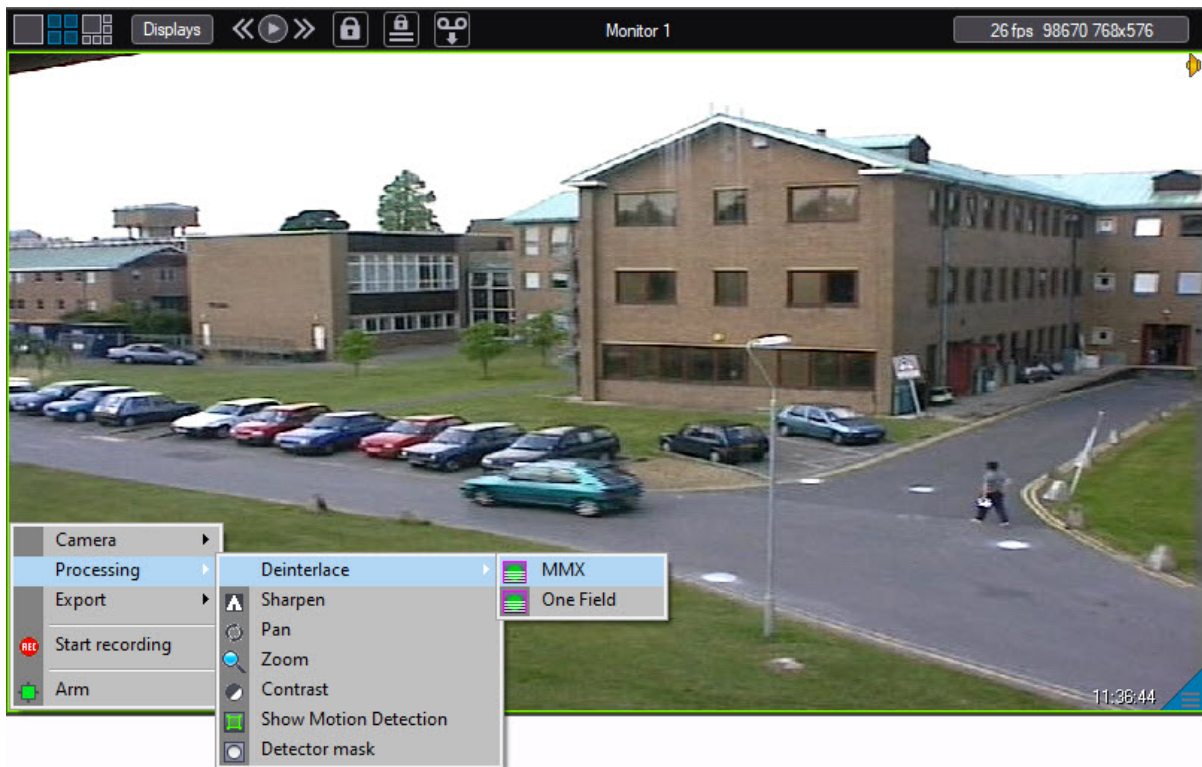 Displays
Monitor 1
26 fps 98670 768x576
Camera
Processing
Export
REC Start recording
Arm
Deinterlace
Sharpen
Pan
Zoom
Contrast
Show Motion Detection
Detector mask
MMX
One Field
11:36:44